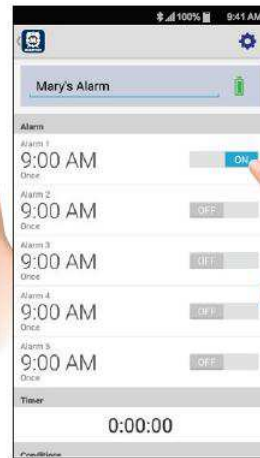 100% 9:41 AM
Mary's Alarm
Alarm
Alarm 1
9:00 AM
ON
Once
Alarm 2
9:00 AM
OFF
Once
Alarm 3
9:00 AM
OFF
Once
Alarm 4
9:00 AM
OFF
Once
Alarm 5
9:00 AM
OFF
Once
Timer
0:00:00
Conditions